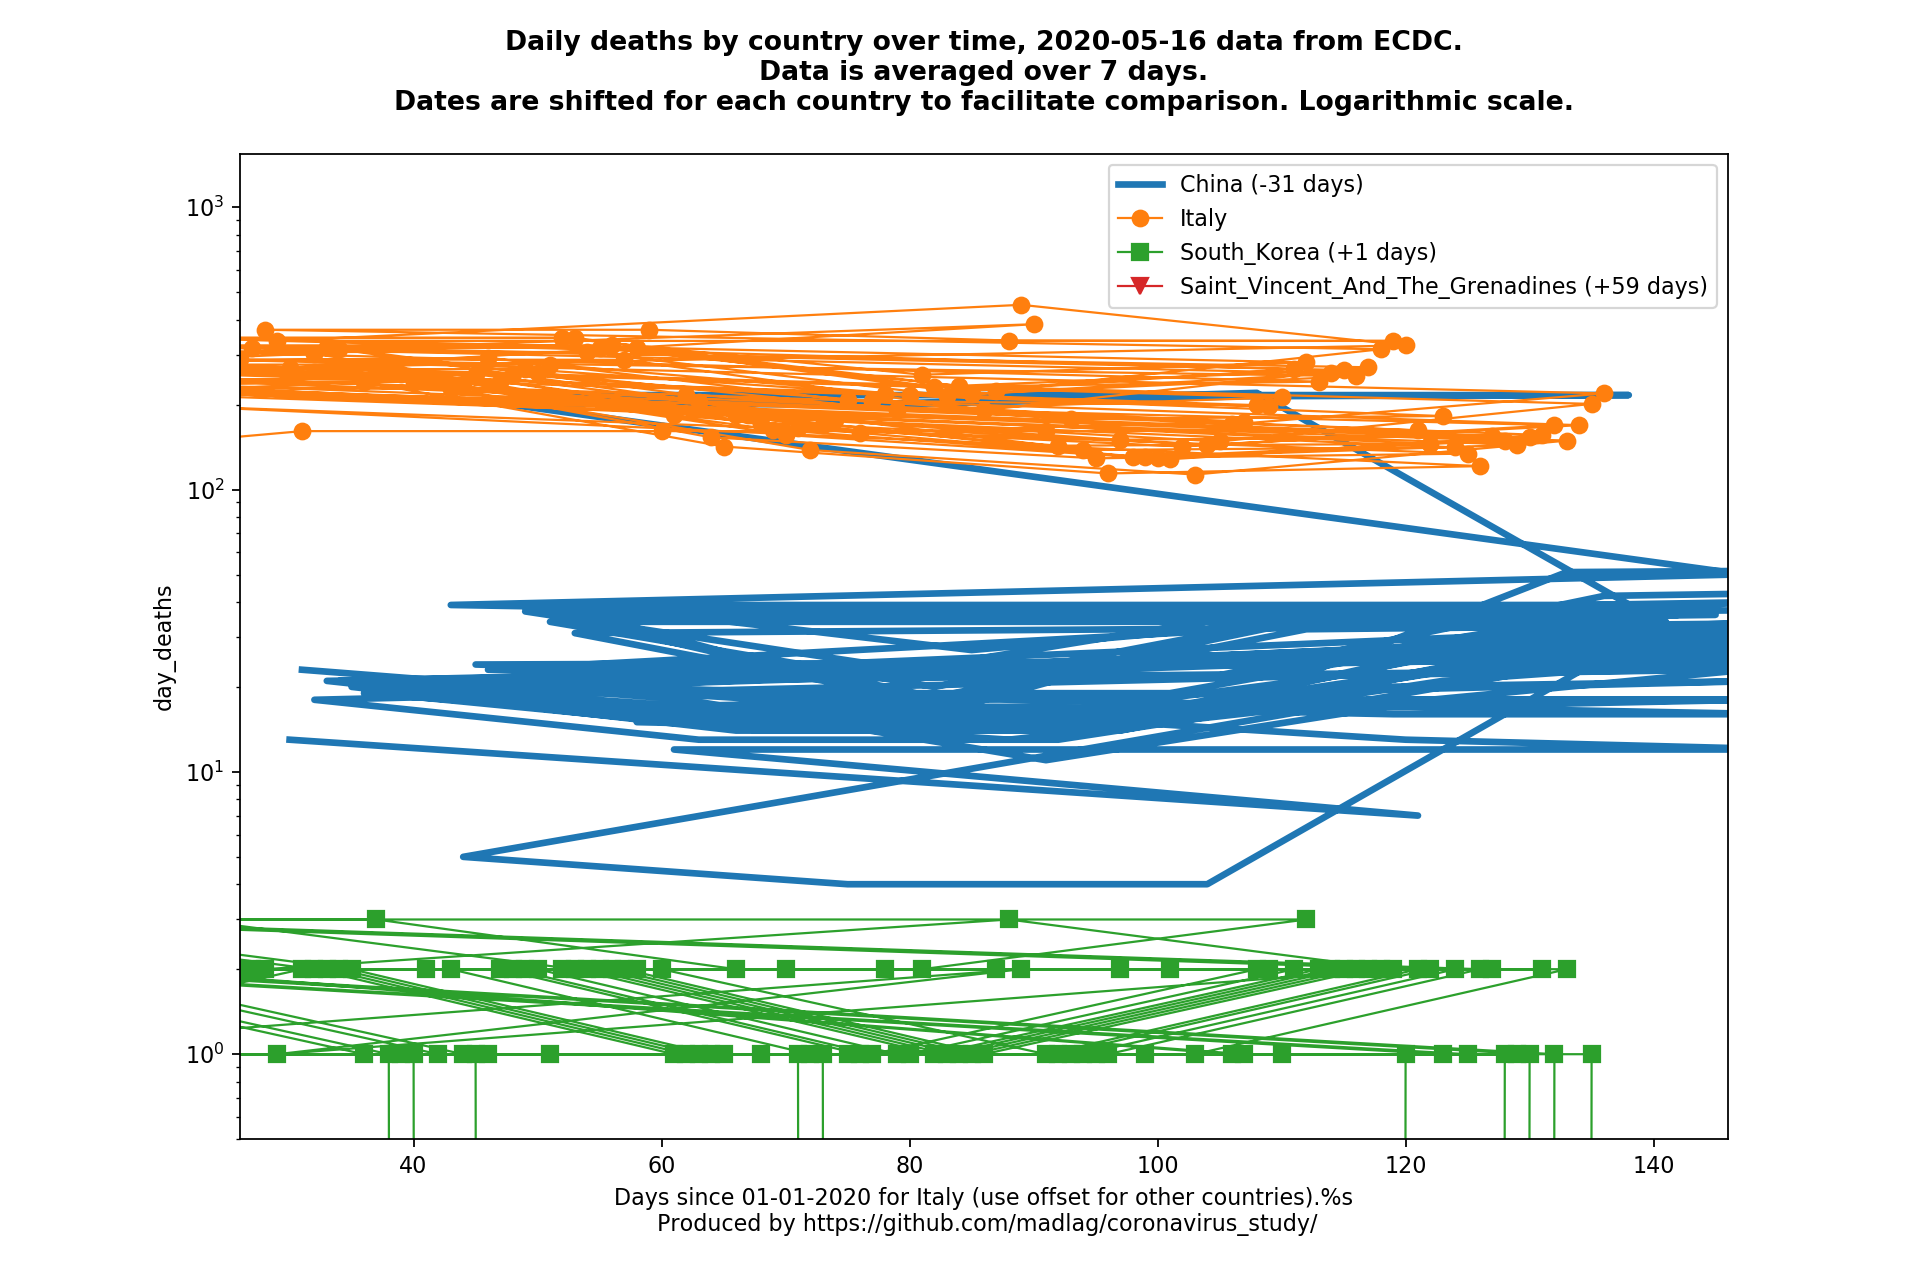 Daily deaths by country over time, 2020-05-16 data from ECDC.
Data is averaged over 7 days.
Dates are shifted for each country to facilitate comparison. Logarithmic scale.
China (-31 days)
Italy
South_Korea (+1 days)
Saint_Vincent_And_The_Grenadines (+59 days)
10³
10²
10¹
10⁰
day_deaths
40 60 80 100 120 140
Days since 01-01-2020 for Italy (use offset for other countries).%s
Produced by https://github.com/madlag/coronavirus_study/